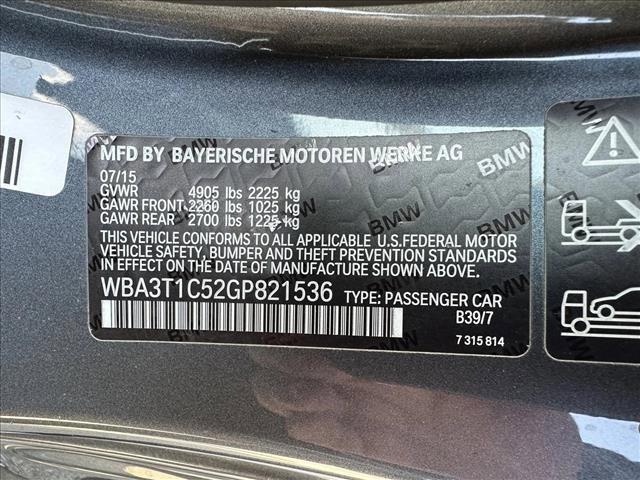 MFD BY BAYERISCHE MOTOREN WERKE AG
07/15
GVWR 4905 lbs 2225 kg
GAWR FRONT 2260 lbs 1025 kg
GAWR REAR 2700 lbs 1225 kg
THIS VEHICLE CONFORMS TO ALL APPLICABLE U.S.FEDERAL MOTOR
VEHICLE SAFETY, BUMPER AND THEFT PREVENTION STANDARDS
IN EFFECT ON THE DATE OF MANUFACTURE SHOWN ABOVE.
WBA3T1C52GP821536 TYPE: PASSENGER CAR
B39/7
7 315 814